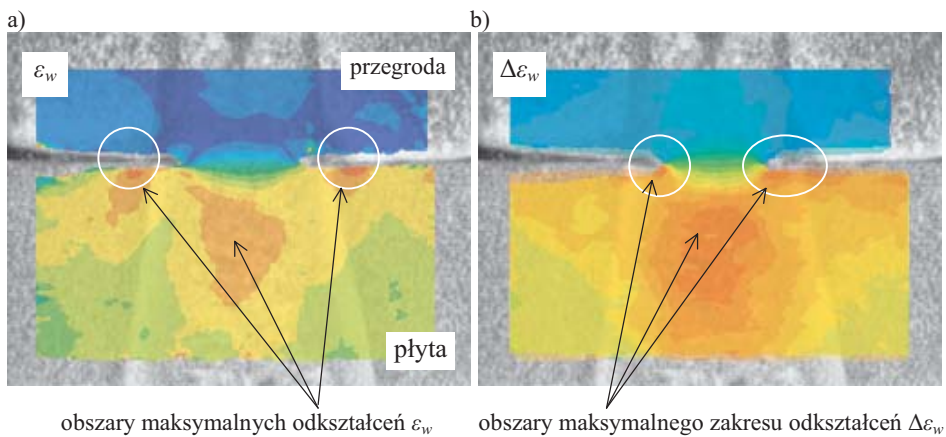 a)
b)
εw
przegroda
Δεw
płyta
obszary maksymalnych odkształceń εw
obszary maksymalnego zakresu odkształceń Δεw